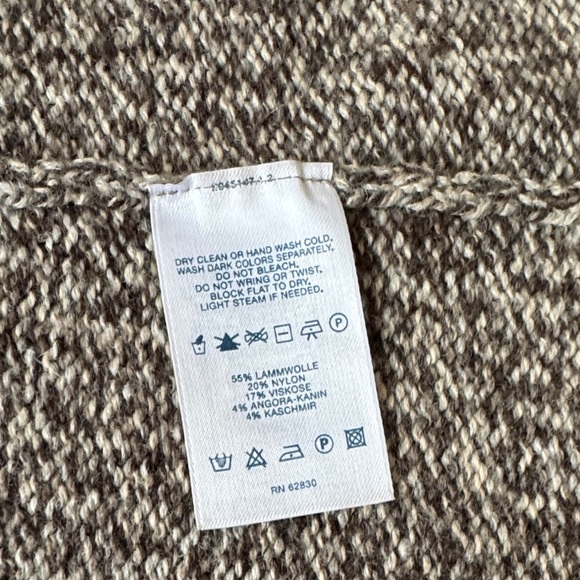 DRY CLEAN OR HAND WASH COLD.
WASH DARK COLORS SEPARATELY.
DO NOT BLEACH.
DO NOT WRING OR TWIST.
BLOCK FLAT TO DRY.
LIGHT STEAM IF NEEDED.
P
55% LAMMWOLLE
20% NYLON
17% VISKOSE
4% ANGORA-KANIN
4% KASCHMIR
P
RN 62830